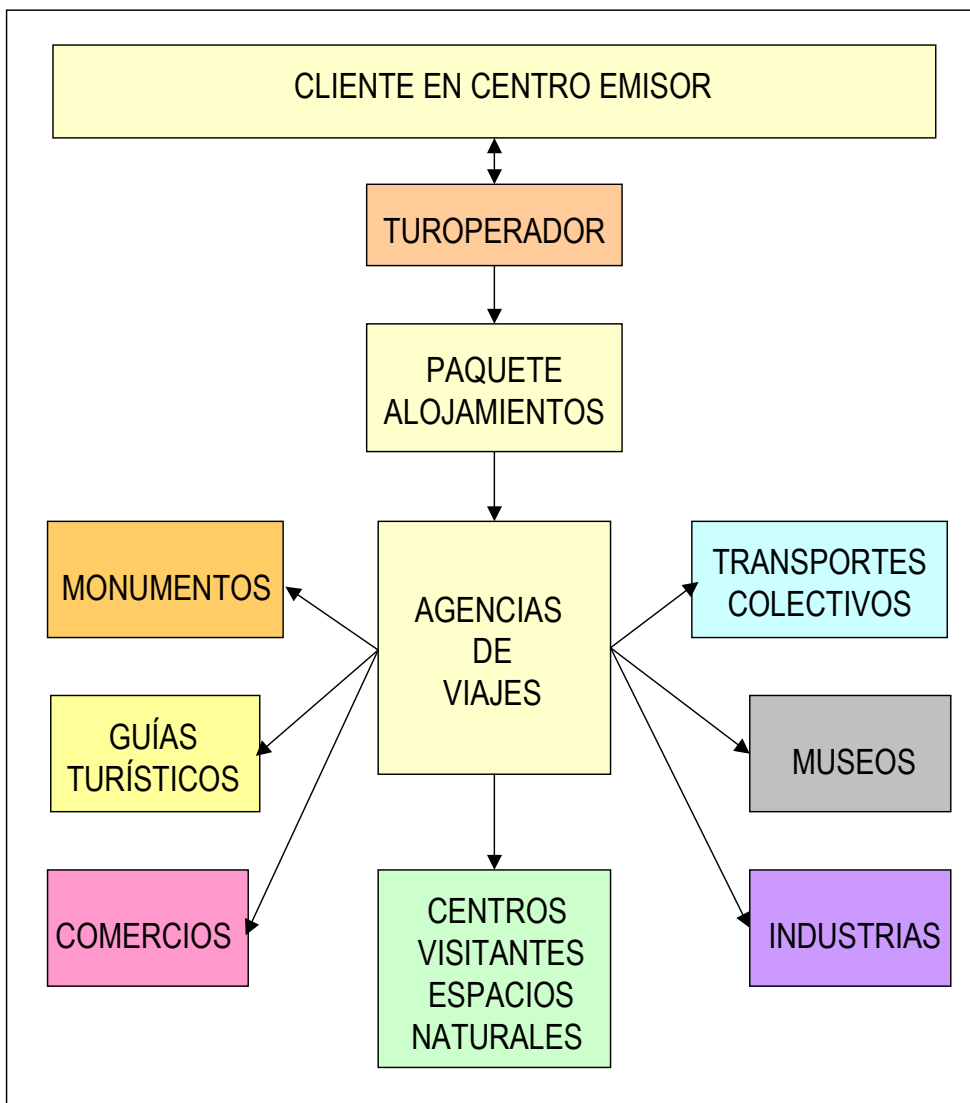 CLIENTE EN CENTRO EMISOR
TUROPERADOR
PAQUETE
ALOJAMIENTOS
MONUMENTOS
AGENCIAS
DE
VIAJES
TRANSPORTES
COLECTIVOS
GUÍAS
TURÍSTICOS
MUSEOS
COMERCIOS
CENTROS
VISITANTES
ESPACIOS
NATURALES
INDUSTRIAS